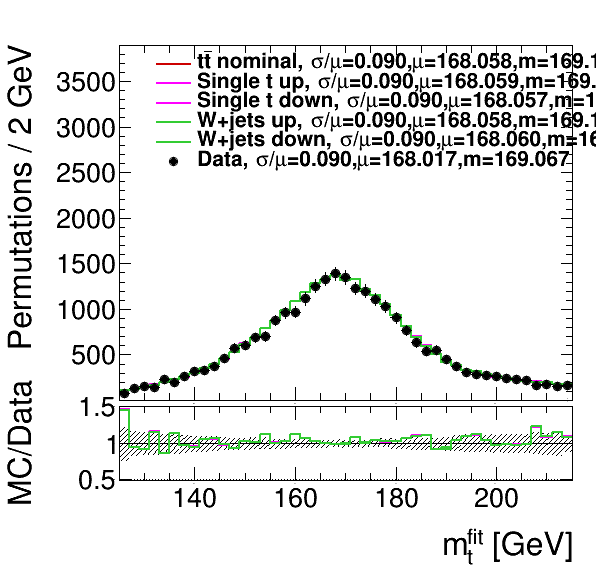 tt̄ nominal, σ/μ=0.090,μ=168.058,m=169.1
Single t up, σ/μ=0.090,μ=168.059,m=169.
Single t down, σ/μ=0.090,μ=168.057,m=1
W+jets up, σ/μ=0.090,μ=168.058,m=169.1
W+jets down, σ/μ=0.090,μ=168.060,m=16
Data, σ/μ=0.090,μ=168.017,m=169.067
Permutations / 2 GeV
3500
3000
2500
2000
1500
1000
500
MC/Data
1.5
1
0.5
140 160 180 200
m_t^fit [GeV]